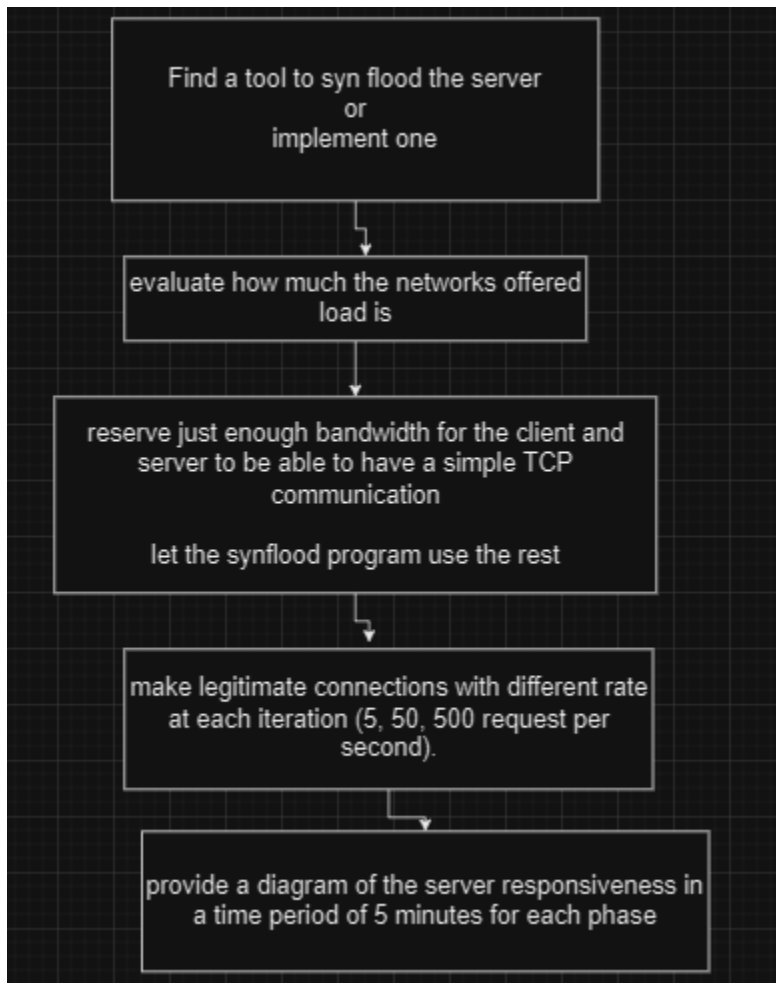 Find a tool to syn flood the server
or
implement one
evaluate how much the networks offered
load is
reserve just enough bandwidth for the client and
server to be able to have a simple TCP
communication
let the synflood program use the rest
make legitimate connections with different rate
at each iteration (5, 50, 500 request per
second).
provide a diagram of the server responsiveness in
a time period of 5 minutes for each phase